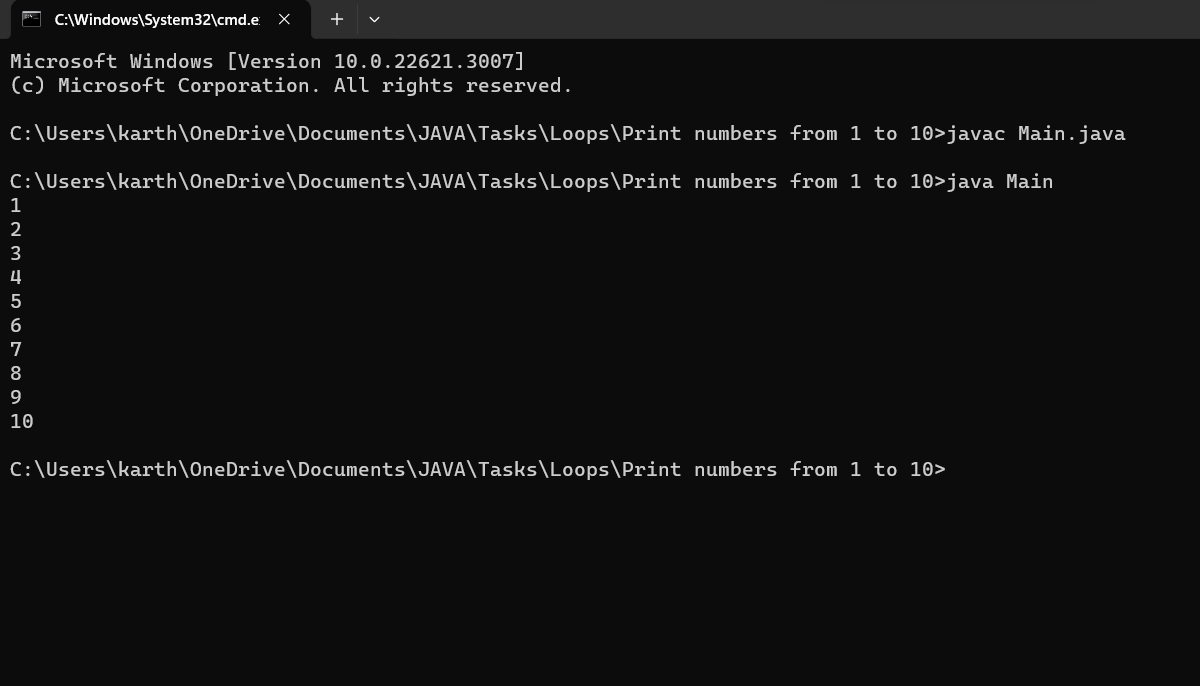 C:\Windows\System32\cmd.e
Microsoft Windows [Version 10.0.22621.3007]
(c) Microsoft Corporation. All rights reserved.
C:\Users\karth\OneDrive\Documents\JAVA\Tasks\Loops\Print numbers from 1 to 10>javac Main.java
C:\Users\karth\OneDrive\Documents\JAVA\Tasks\Loops\Print numbers from 1 to 10>java Main
1
2
3
4
5
6
7
8
9
10
C:\Users\karth\OneDrive\Documents\JAVA\Tasks\Loops\Print numbers from 1 to 10>